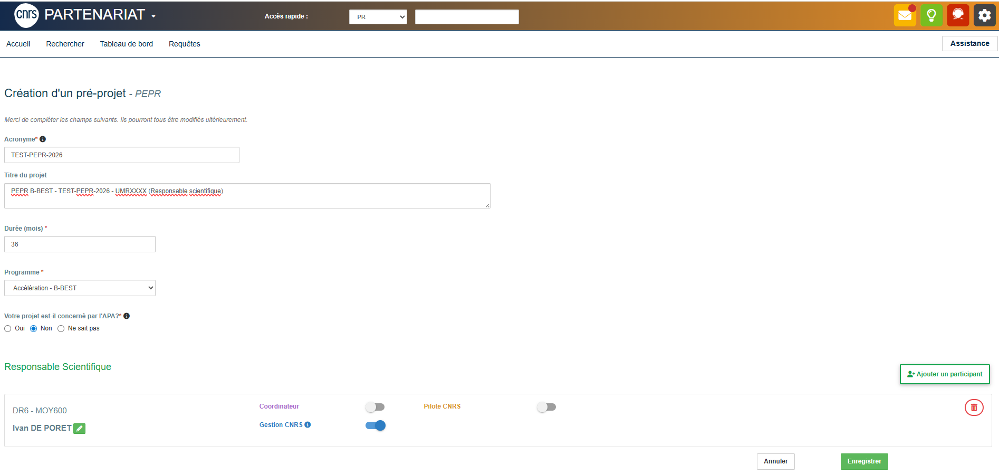 cnrs PARTENARIAT
Accès rapide :
PR
Accueil Rechercher Tableau de bord Requêtes
Assistance
Création d'un pré-projet - PEPR
Merci de compléter les champs suivants. Ils pourront tous être modifiés ultérieurement.
Acronyme*
TEST-PEPR-2026
Titre du projet
PEPR B-BEST - TEST-PEPR-2026 - UMRXXXX (Responsable scientifique)
Durée (mois) *
36
Programme *
Accélération - B-BEST
Votre projet est-il concerné par l'APA?*
Oui Non Ne sait pas
Responsable Scientifique
Ajouter un participant
DR6 - MOY600
Coordinateur
Pilote CNRS
Ivan DE PORET
Gestion CNRS
Annuler
Enregistrer